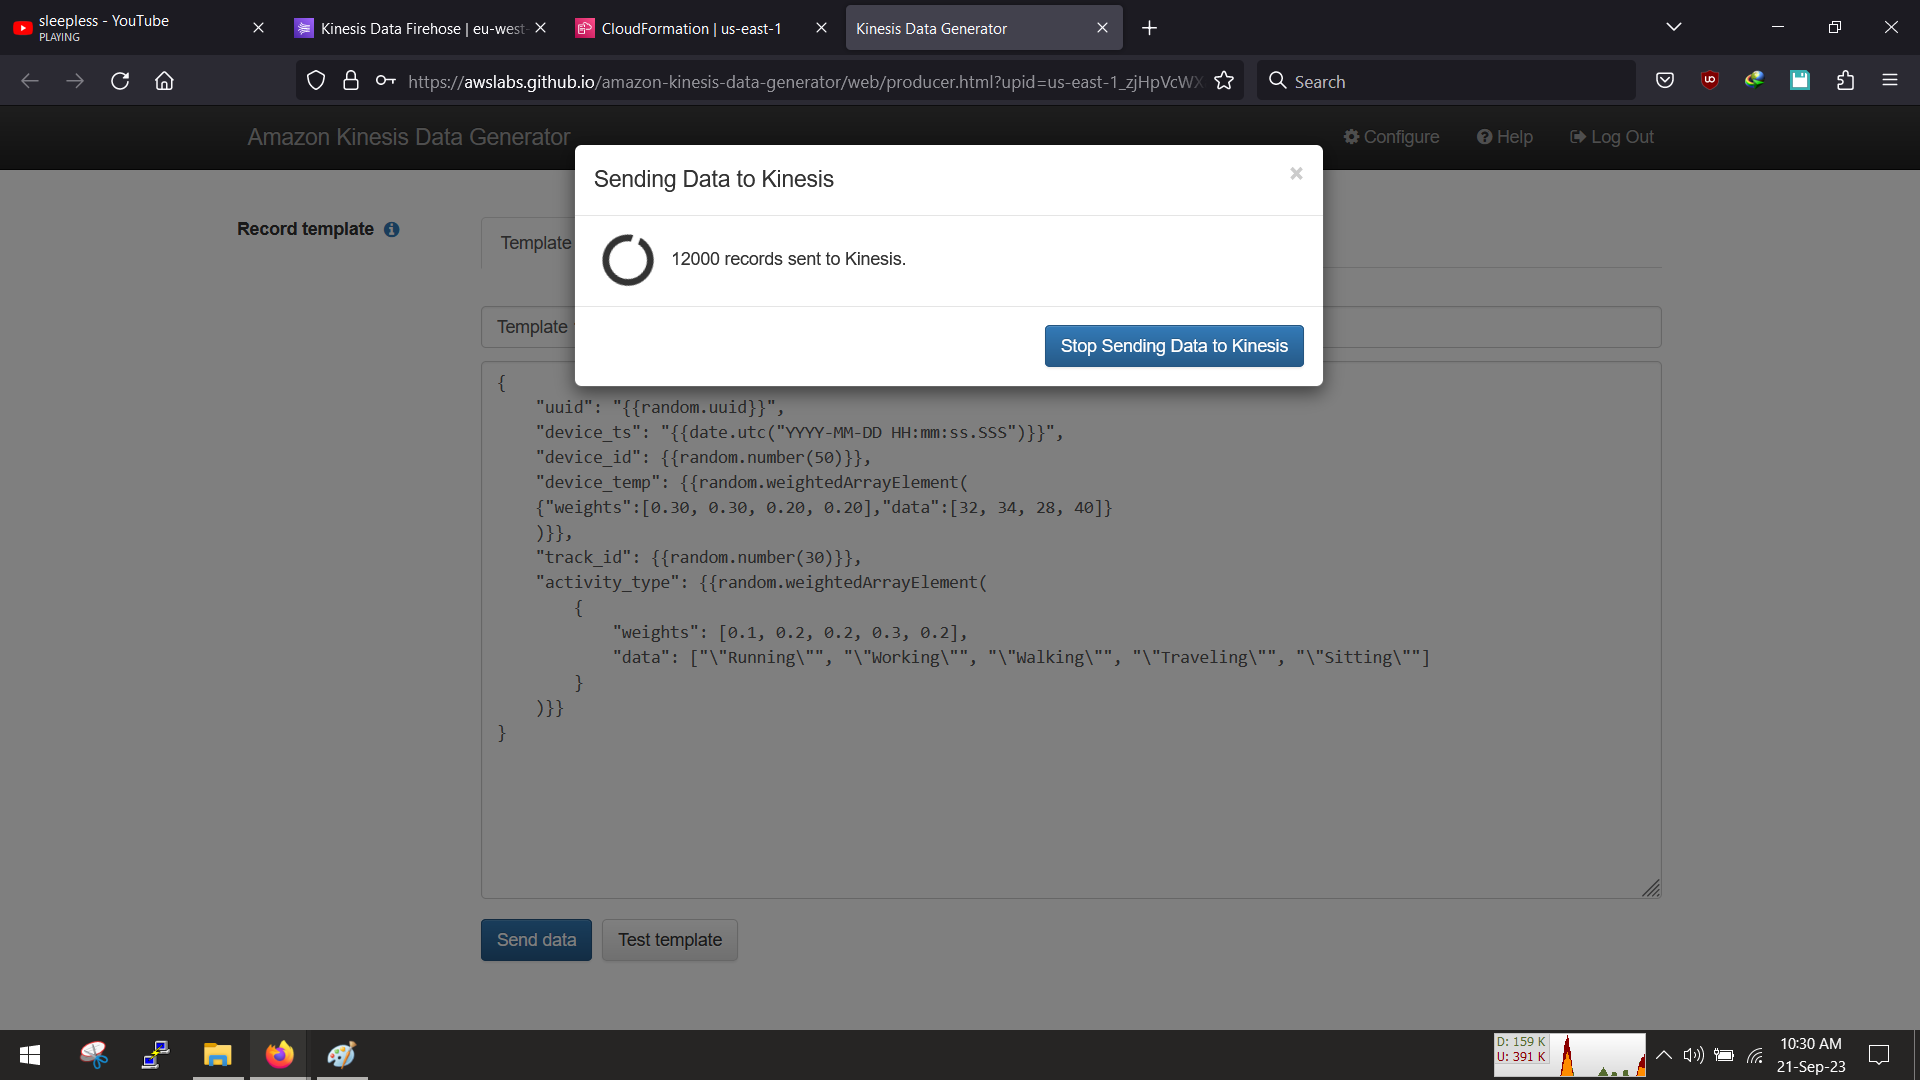 sleepless - YouTube
PLAYING
Kinesis Data Firehose | eu-west-
CloudFormation | us-east-1
Kinesis Data Generator
https://awslabs.github.io/amazon-kinesis-data-generator/web/producer.html?upid=us-east-1_zjHpVcWX
Search
Amazon Kinesis Data Generator
Configure
Help
Log Out
Sending Data to Kinesis
×
12000 records sent to Kinesis.
Stop Sending Data to Kinesis
Record template
Template
Template
{
    "uuid": "{{random.uuid}}",
    "device_ts": "{{date.utc("YYYY-MM-DD HH:mm:ss.SSS")}}",
    "device_id": {{random.number(50)}},
    "device_temp": {{random.weightedArrayElement(
    {"weights":[0.30, 0.30, 0.20, 0.20],"data":[32, 34, 28, 40]}
    )}},
    "track_id": {{random.number(30)}},
    "activity_type": {{random.weightedArrayElement(
        {
            "weights": [0.1, 0.2, 0.2, 0.3, 0.2],
            "data": ["\"Running\"", "\"Working\"", "\"Walking\"", "\"Traveling\"", "\"Sitting\""]
        }
    )}}
}
Send data
Test template
D: 159 K
U: 391 K
10:30 AM
21-Sep-23